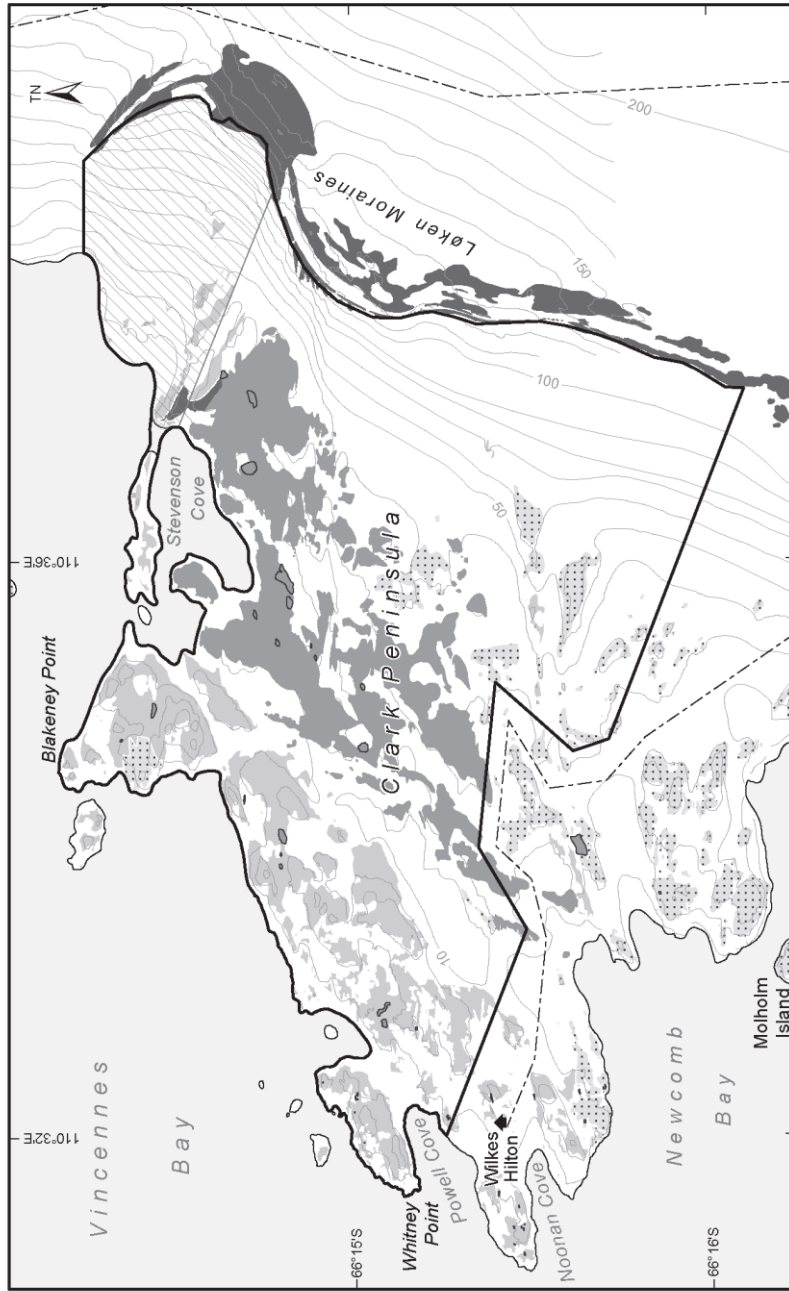 TN
Vincennes
Bay
Blakeney Point
Stevenson
Cove
Løken Moraines
200
150
100
50
10
Clark Peninsula
Whitney
Point
Powell Cove
Wilkes
Hilton
Noonan Cove
Newcomb
Bay
Molholm
Island
110°32'E
110°36'E
66°15'S
66°16'S